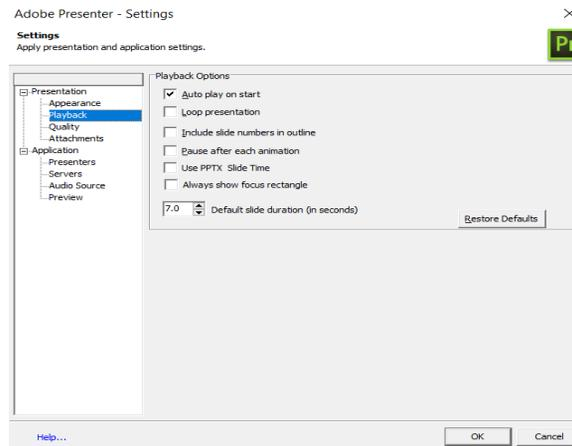 Adobe Presenter - Settings
Settings
Apply presentation and application settings.
Presentation
Appearance
Playback
Quality
Attachments
Application
Presenters
Servers
Audio Source
Preview
Playback Options
Auto play on start
Loop presentation
Include slide numbers in outline
Pause after each animation
Use PPTX Slide Time
Always show focus rectangle
7.0 Default slide duration (in seconds)
Restore Defaults
Help...
OK Cancel